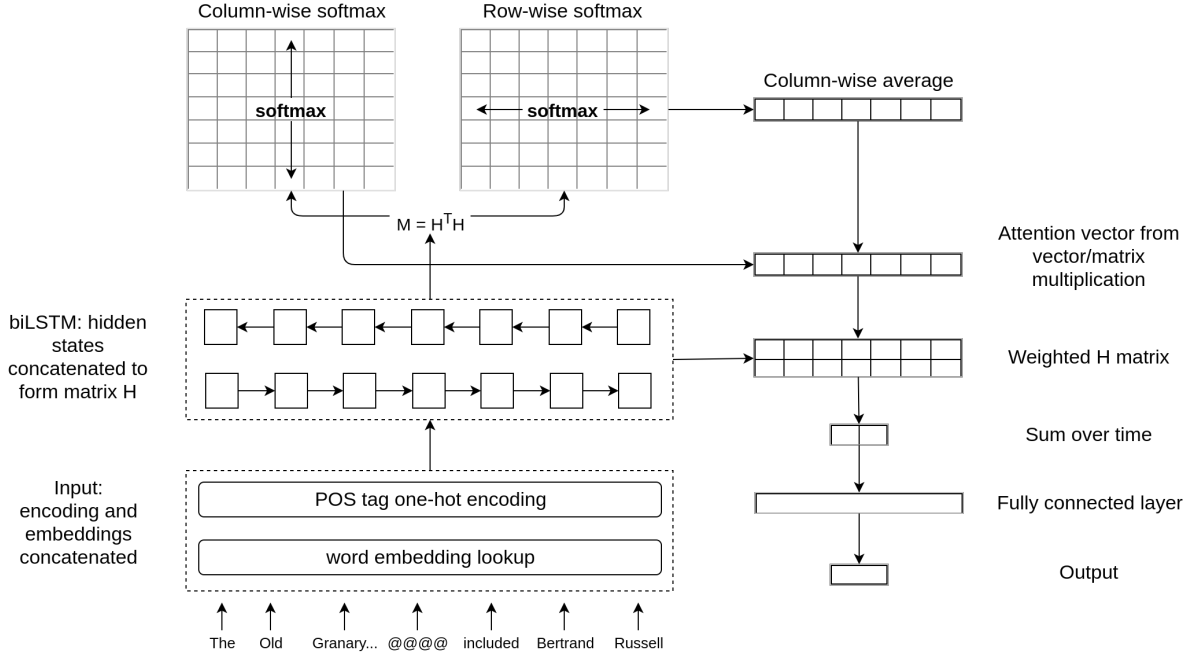 Column-wise softmax
Row-wise softmax
softmax
softmax
Column-wise average
M = HᵀH
Attention vector from
vector/matrix
multiplication
biLSTM: hidden
states
concatenated to
form matrix H
Weighted H matrix
Sum over time
Input:
encoding and
embeddings
concatenated
POS tag one-hot encoding
word embedding lookup
Fully connected layer
Output
The Old Granary... @@@@ included Bertrand Russell